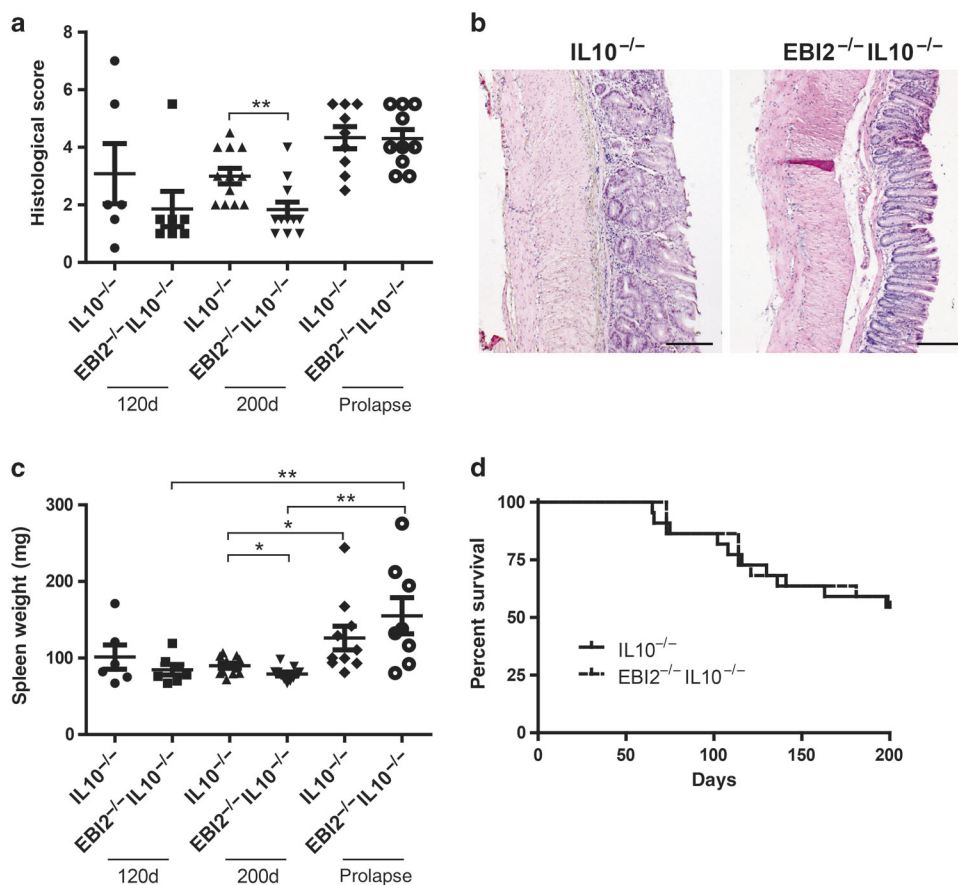 a
Histological score
8
6
4
2
0
**
IL10⁻/⁻
EBI2⁻/⁻IL10⁻/⁻
IL10⁻/⁻
EBI2⁻/⁻IL10⁻/⁻
IL10⁻/⁻
EBI2⁻/⁻IL10⁻/⁻
120d
200d
Prolapse
b
IL10⁻/⁻
EBI2⁻/⁻IL10⁻/⁻
c
Spleen weight (mg)
300
200
100
0
**
**
*
*
IL10⁻/⁻
EBI2⁻/⁻IL10⁻/⁻
IL10⁻/⁻
EBI2⁻/⁻IL10⁻/⁻
IL10⁻/⁻
EBI2⁻/⁻IL10⁻/⁻
120d
200d
Prolapse
d
Percent survival
100
75
50
25
0
IL10⁻/⁻
EBI2⁻/⁻IL10⁻/⁻
0 50 100 150 200
Days